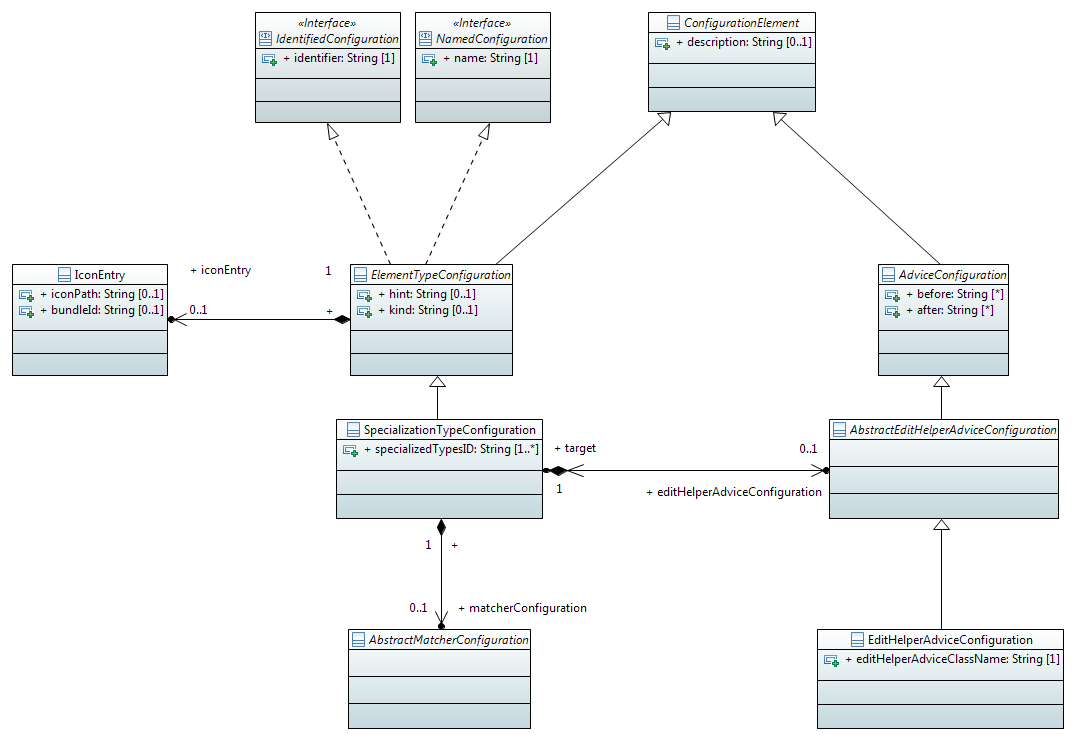 «Interface»
IdentifiedConfiguration
+ identifier: String [1]
«Interface»
NamedConfiguration
+ name: String [1]
ConfigurationElement
+ description: String [0..1]
IconEntry
+ iconPath: String [0..1]
+ bundleId: String [0..1]
+ iconEntry
1
0..1
+
ElementTypeConfiguration
+ hint: String [0..1]
+ kind: String [0..1]
AdviceConfiguration
+ before: String [*]
+ after: String [*]
SpecializationTypeConfiguration
+ specializedTypesID: String [1..*]
+ target
0..1
1
+ editHelperAdviceConfiguration
AbstractEditHelperAdviceConfiguration
1
+
0..1
+ matcherConfiguration
AbstractMatcherConfiguration
EditHelperAdviceConfiguration
+ editHelperAdviceClassName: String [1]